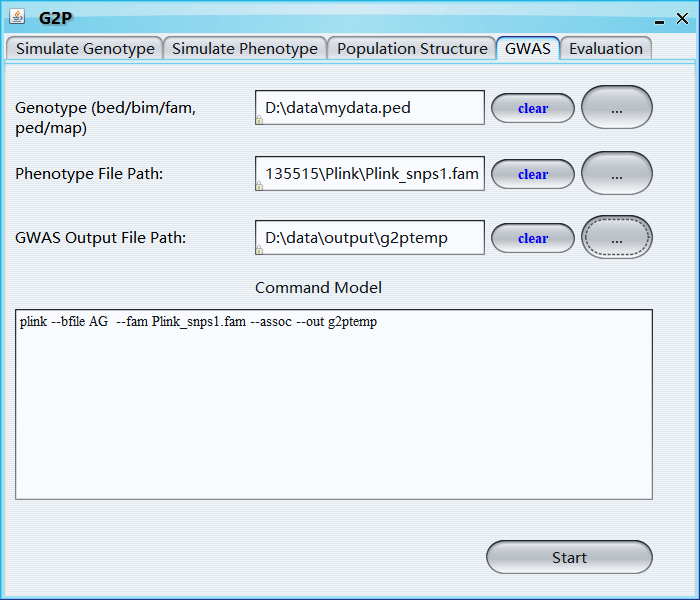 G2P
Simulate Genotype Simulate Phenotype Population Structure GWAS Evaluation
Genotype (bed/bim/fam, ped/map) D:\data\mydata.ped clear ...
Phenotype File Path: 135515\Plink\Plink_snps1.fam clear ...
GWAS Output File Path: D:\data\output\g2ptemp clear ...
Command Model
plink --bfile AG  --fam Plink_snps1.fam --assoc --out g2ptemp
Start